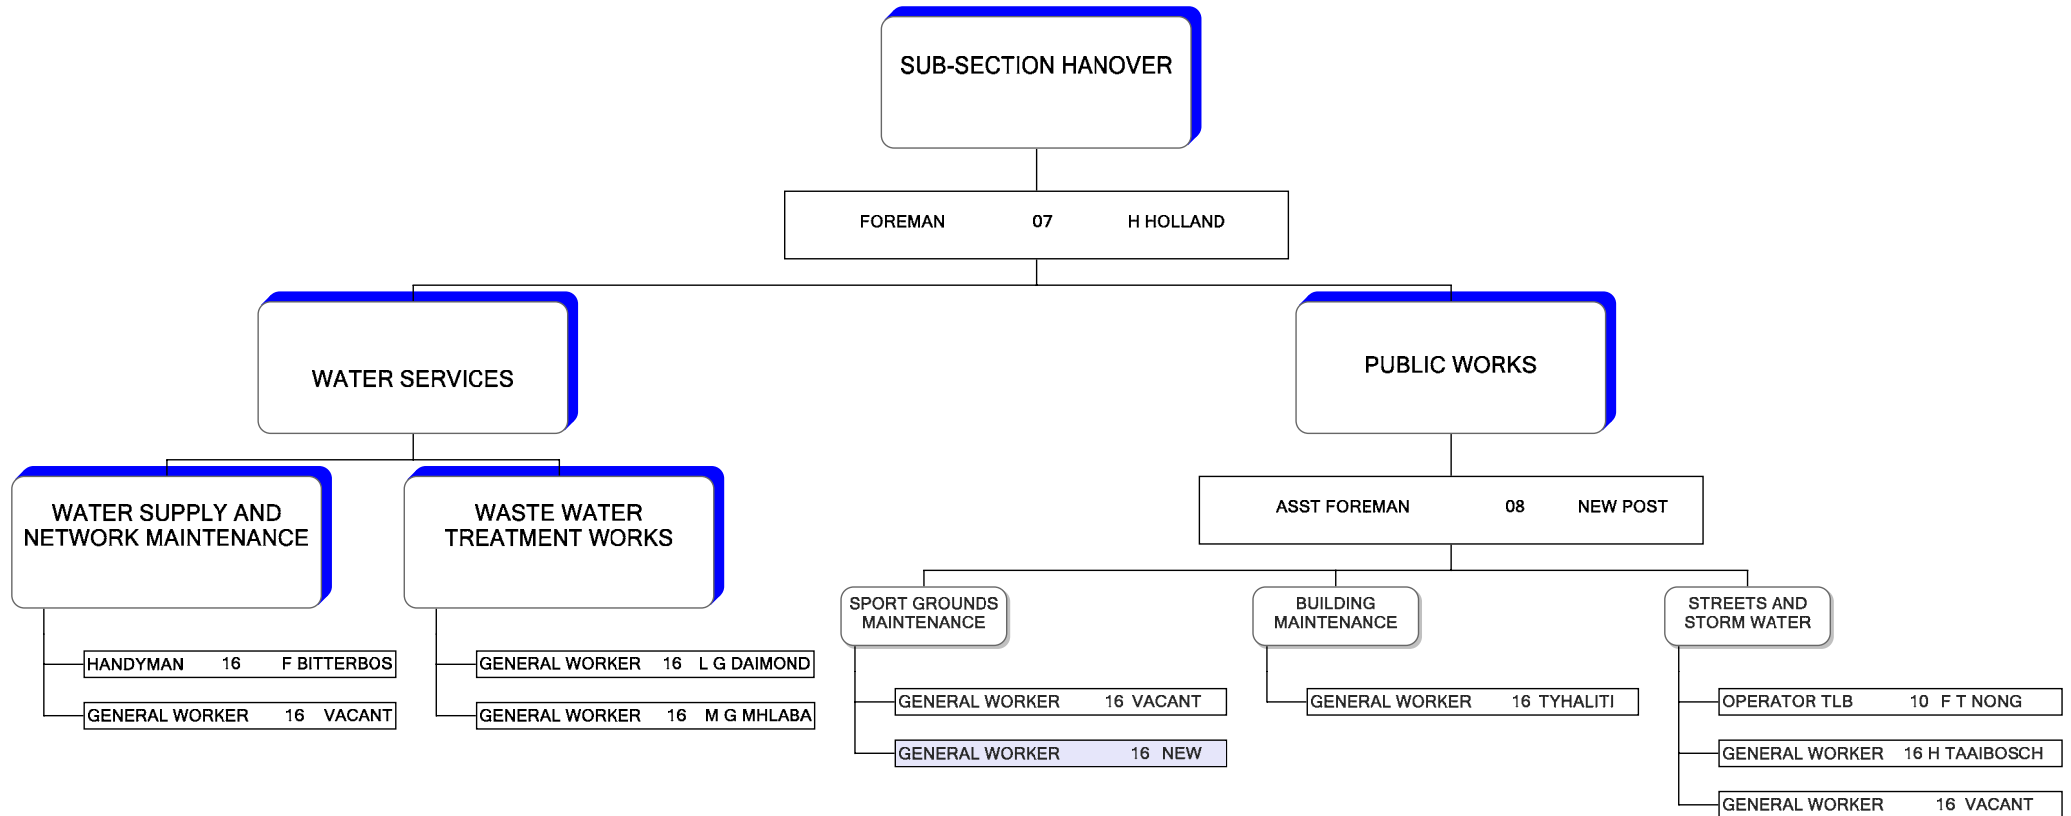 SUB-SECTION HANOVER
FOREMAN 07 H HOLLAND
WATER SERVICES
PUBLIC WORKS
WATER SUPPLY AND
NETWORK MAINTENANCE
WASTE WATER
TREATMENT WORKS
ASST FOREMAN 08 NEW POST
HANDYMAN 16 F BITTERBOS
GENERAL WORKER 16 VACANT
GENERAL WORKER 16 L G DAIMOND
GENERAL WORKER 16 M G MHLABA
SPORT GROUNDS
MAINTENANCE
GENERAL WORKER 16 VACANT
GENERAL WORKER 16 NEW
BUILDING
MAINTENANCE
GENERAL WORKER 16 TYHALITI
STREETS AND
STORM WATER
OPERATOR TLB 10 F T NONG
GENERAL WORKER 16 H TAAIBOSCH
GENERAL WORKER 16 VACANT